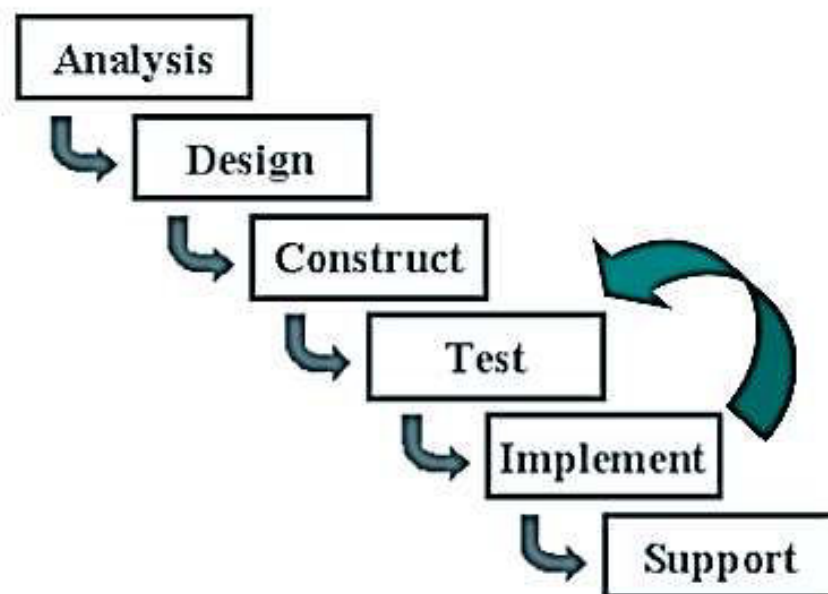 Analysis
Design
Construct
Test
Implement
Support